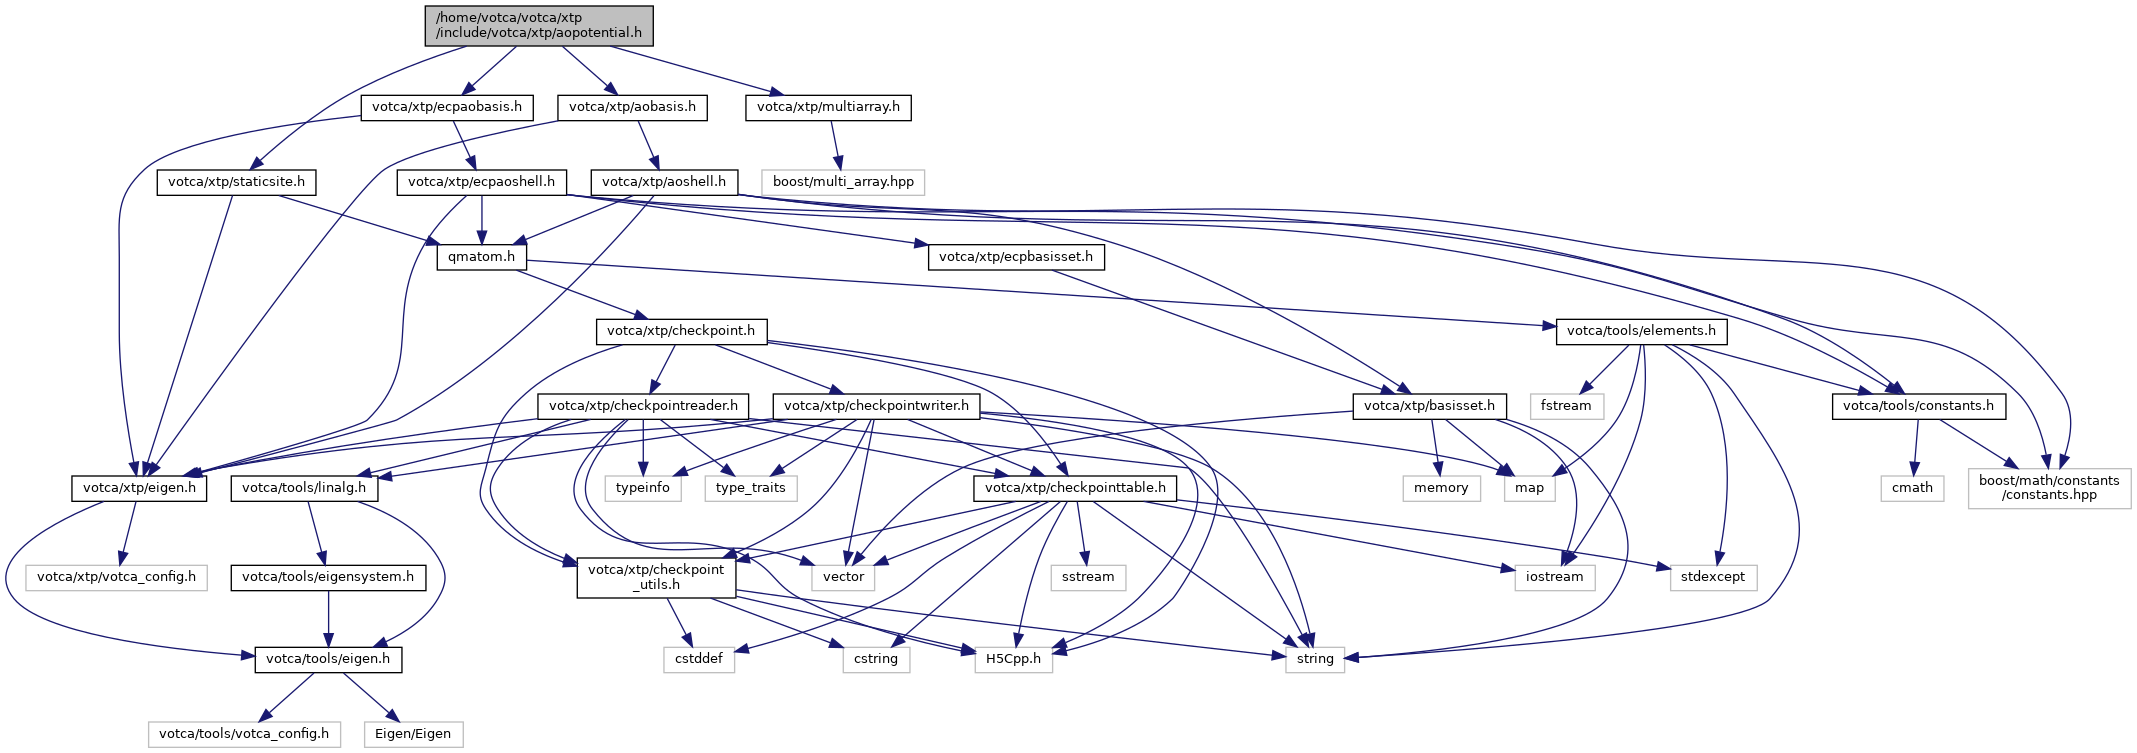 /home/votca/votca/xtp
/include/votca/xtp/aopotential.h
votca/xtp/ecpaobasis.h
votca/xtp/aobasis.h
votca/xtp/multiarray.h
votca/xtp/staticsite.h
votca/xtp/ecpaoshell.h
votca/xtp/aoshell.h
boost/multi_array.hpp
qmatom.h
votca/xtp/ecpbasisset.h
votca/xtp/checkpoint.h
votca/tools/elements.h
votca/xtp/checkpointreader.h
votca/xtp/checkpointwriter.h
votca/xtp/basisset.h
fstream
votca/tools/constants.h
votca/xtp/eigen.h
votca/tools/linalg.h
typeinfo
type_traits
votca/xtp/checkpointtable.h
memory
map
cmath
boost/math/constants
/constants.hpp
votca/xtp/votca_config.h
votca/tools/eigensystem.h
votca/xtp/checkpoint
_utils.h
vector
sstream
iostream
stdexcept
votca/tools/eigen.h
cstddef
cstring
H5Cpp.h
string
votca/tools/votca_config.h
Eigen/Eigen